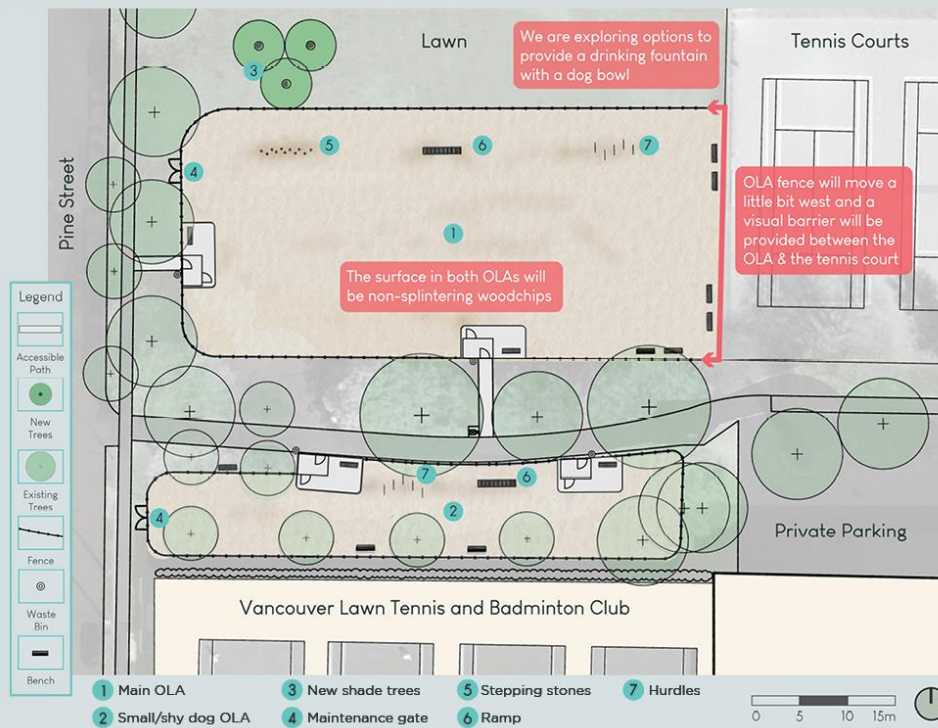 Lawn
We are exploring options to
provide a drinking fountain
with a dog bowl
Tennis Courts
3
5
6
7
4
Pine Street
1
OLA fence will move a
little bit west and a
visual barrier will be
provided between the
OLA & the tennis court
The surface in both OLAs will
be non-splintering woodchips
Legend
Accessible
Path
New
Trees
Existing
Trees
Fence
Waste
Bin
Bench
7
6
4
2
Private Parking
Vancouver Lawn Tennis and Badminton Club
1 Main OLA
2 Small/shy dog OLA
3 New shade trees
4 Maintenance gate
5 Stepping stones
6 Ramp
7 Hurdles
0 5 10 15m